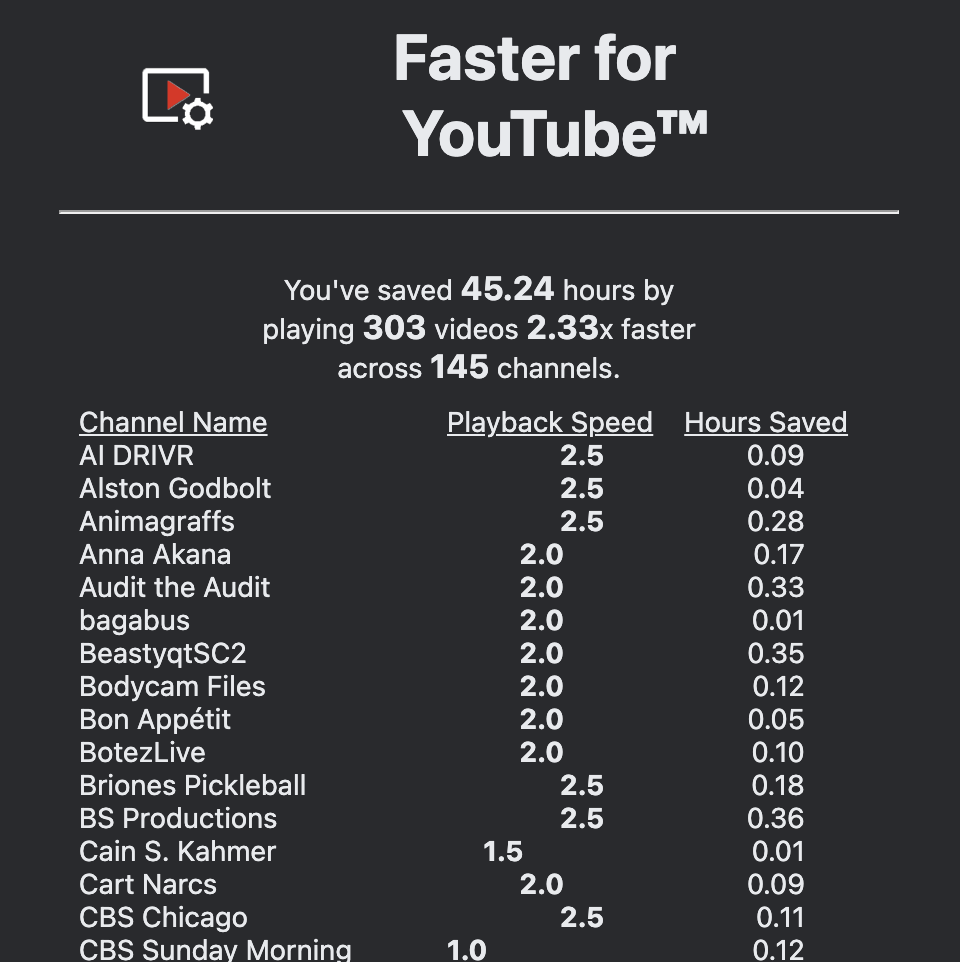 Faster for
YouTube™
You've saved 45.24 hours by
playing 303 videos 2.33x faster
across 145 channels.
Channel Name Playback Speed Hours Saved
AI DRIVR 2.5 0.09
Alston Godbolt 2.5 0.04
Animagraffs 2.5 0.28
Anna Akana 2.0 0.17
Audit the Audit 2.0 0.33
bagabus 2.0 0.01
BeastyqtSC2 2.0 0.35
Bodycam Files 2.0 0.12
Bon Appétit 2.0 0.05
BotezLive 2.0 0.10
Briones Pickleball 2.5 0.18
BS Productions 2.5 0.36
Cain S. Kahmer 1.5 0.01
Cart Narcs 2.0 0.09
CBS Chicago 2.5 0.11
CBS Sunday Morning 1.0 0.12